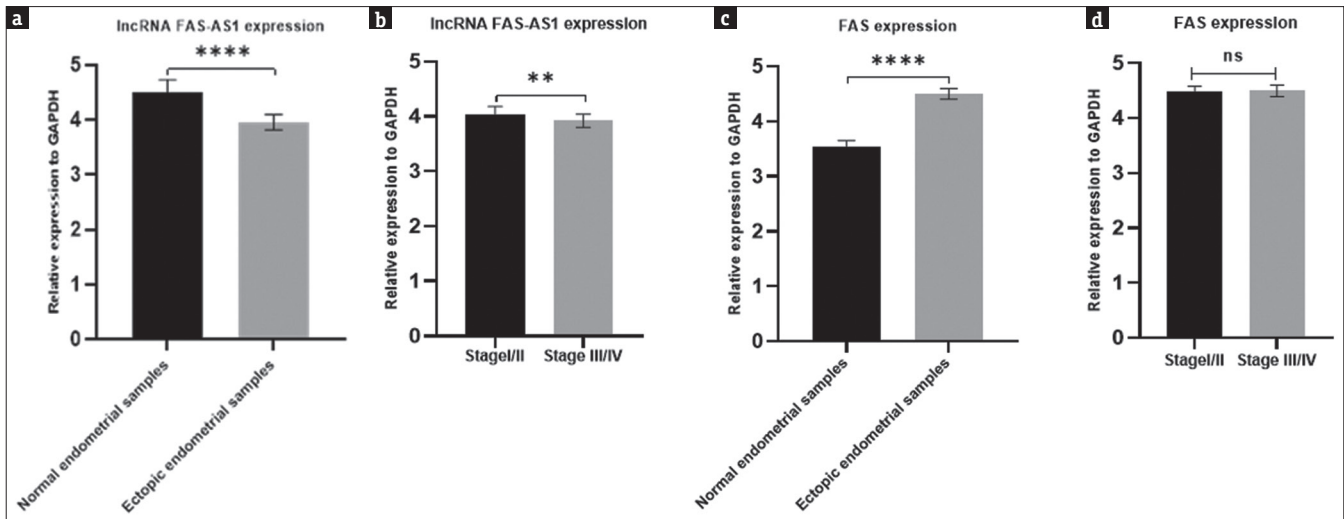 a
lncRNA FAS-AS1 expression
****
Relative expression to GAPDH
5
4
3
2
1
0
Normal endometrial samples
Ectopic endometrial samples
b
lncRNA FAS-AS1 expression
**
Relative expression to GAPDH
5
4
3
2
1
0
StageI/II
Stage III/IV
c
FAS expression
****
Relative expression to GAPDH
5
4
3
2
1
0
Normal endometrial samples
Ectopic endometrial samples
d
FAS expression
ns
Relative expression to GAPDH
5
4
3
2
1
0
StageI/II
Stage III/IV